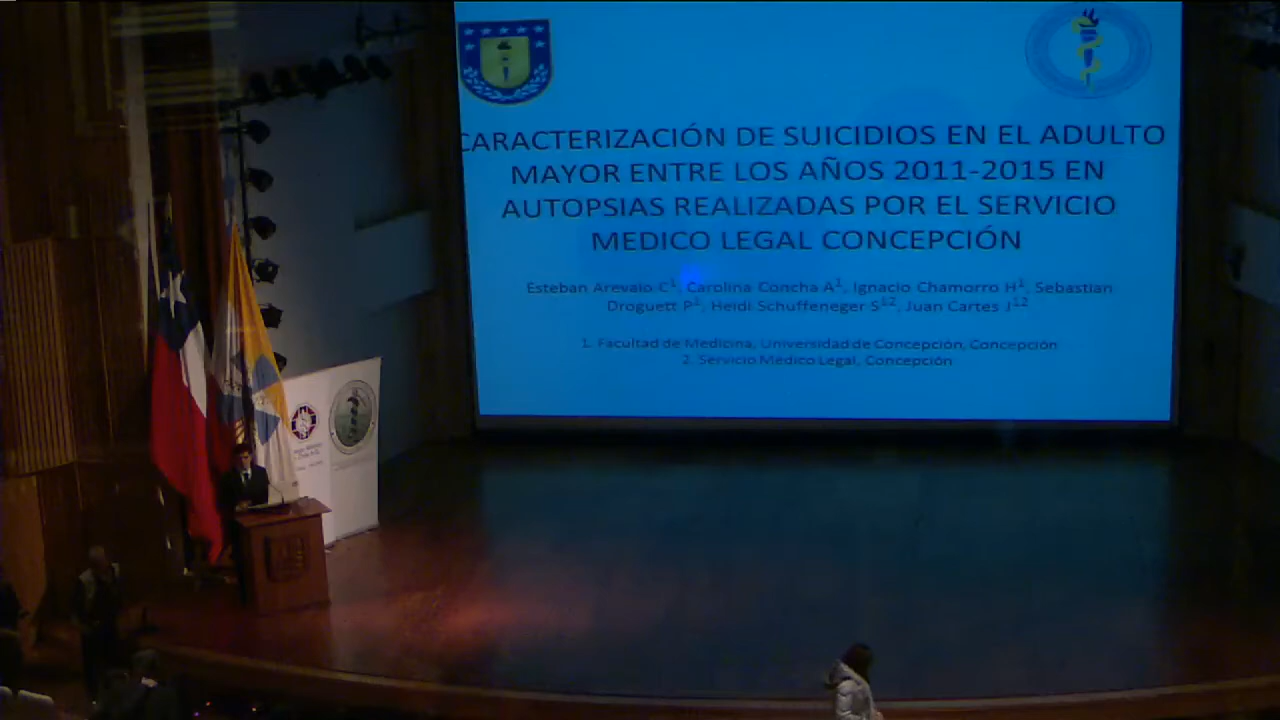 CARACTERIZACIÓN DE SUICIDIOS EN EL ADULTO
MAYOR ENTRE LOS AÑOS 2011-2015 EN
AUTOPSIAS REALIZADAS POR EL SERVICIO
MEDICO LEGAL CONCEPCIÓN
Esteban Arevalo C¹, Carolina Concha A¹, Ignacio Chamorro H¹, Sebastian
Droguett P¹, Heidi Schuffeneger S¹², Juan Cartes J¹²
1. Facultad de Medicina, Universidad de Concepción, Concepción
2. Servicio Médico Legal, Concepción